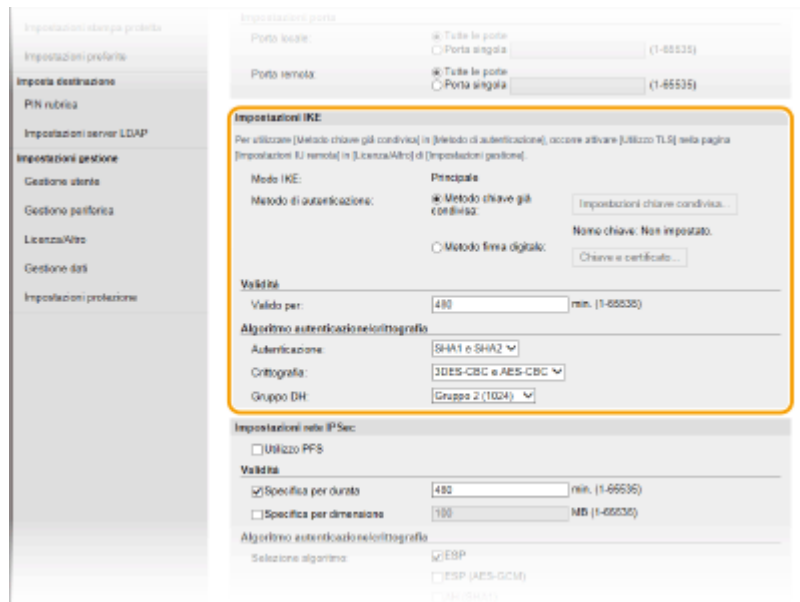 Impostazioni stampa protetta
Impostazioni preferite
Imposta destinazione
PIN rubrica
Impostazioni server LDAP
Impostazioni gestione
Gestione utente
Gestione periferica
Licenza/Altro
Gestione dati
Impostazioni protezione
Impostazioni porta
Porta locale:
Tutte le porte
Porta singola (1-65535)
Porta remota:
Tutte le porte
Porta singola (1-65535)
Impostazioni IKE
Per utilizzare [Metodo chiave già condivisa] in [Metodo di autenticazione], occorre attivare [Utilizzo TLS] nella pagina
[Impostazioni IU remota] in [Licenza/Altro] di [Impostazioni gestione].
Modo IKE: Principale
Metodo di autenticazione:
Metodo chiave già
condivisa:
Impostazioni chiave condivisa...
Nome chiave: Non impostato.
Metodo firma digitale:
Chiave e certificato...
Validità
Valido per: 480 min. (1-65535)
Algoritmo autenticazione/crittografia
Autenticazione: SHA1 e SHA2
Crittografia: 3DES-CBC e AES-CBC
Gruppo DH: Gruppo 2 (1024)
Impostazioni rete IPSec
Utilizzo PFS
Validità
Specifica per durata 480 min. (1-65535)
Specifica per dimensione 100 MB (1-65535)
Algoritmo autenticazione/crittografia
Selezione algoritmo: ESP
ESP (AES-GCM)